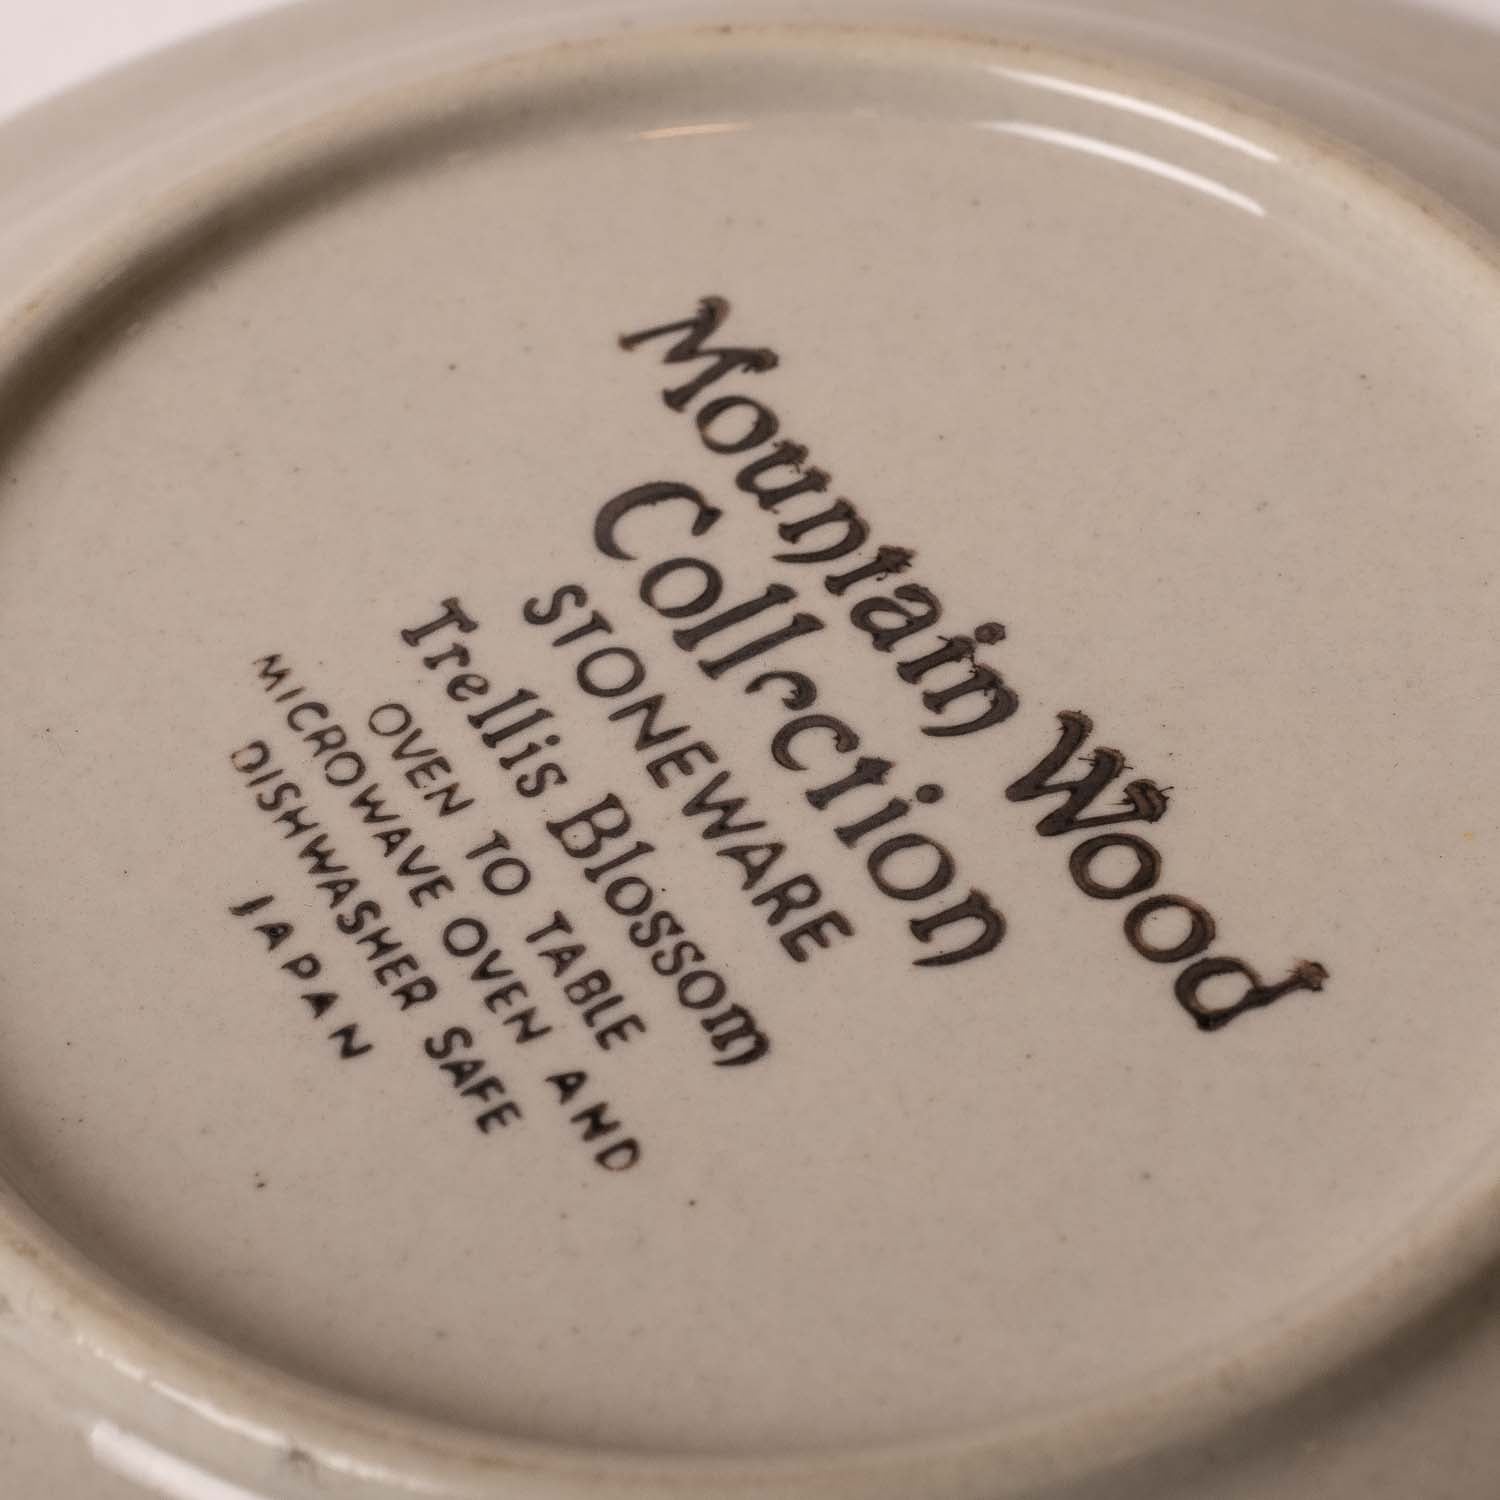 Mountain Wood
Collection
STONEWARE
Trellis Blossom
OVEN TO TABLE
MICROWAVE OVEN AND
DISHWASHER SAFE
JAPAN